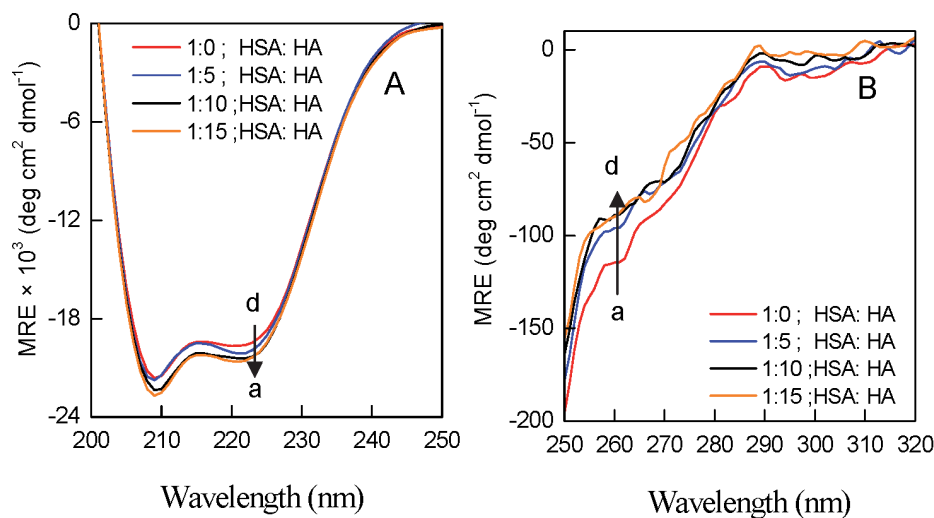 0
-6
-12
-18
-24
MRE × 10³ (deg cm² dmol⁻¹)
1:0 ; HSA: HA
1:5 ; HSA: HA
1:10 ;HSA: HA
1:15 ;HSA: HA
A
d
a
200 210 220 230 240 250
Wavelength (nm)
0
-50
-100
-150
-200
MRE (deg cm² dmol⁻¹)
B
d
a
1:0 ; HSA: HA
1:5 ; HSA: HA
1:10 ;HSA: HA
1:15 ;HSA: HA
250 260 270 280 290 300 310 320
Wavelength (nm)